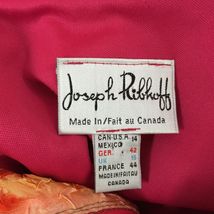 Joseph Ribkoff
Made In/Fait au Canada
CAN-U.S.A. 14
MEXICO
GER. 42
UK 16
FRANCE 44
MADE IN/FAIT AU
CANADA